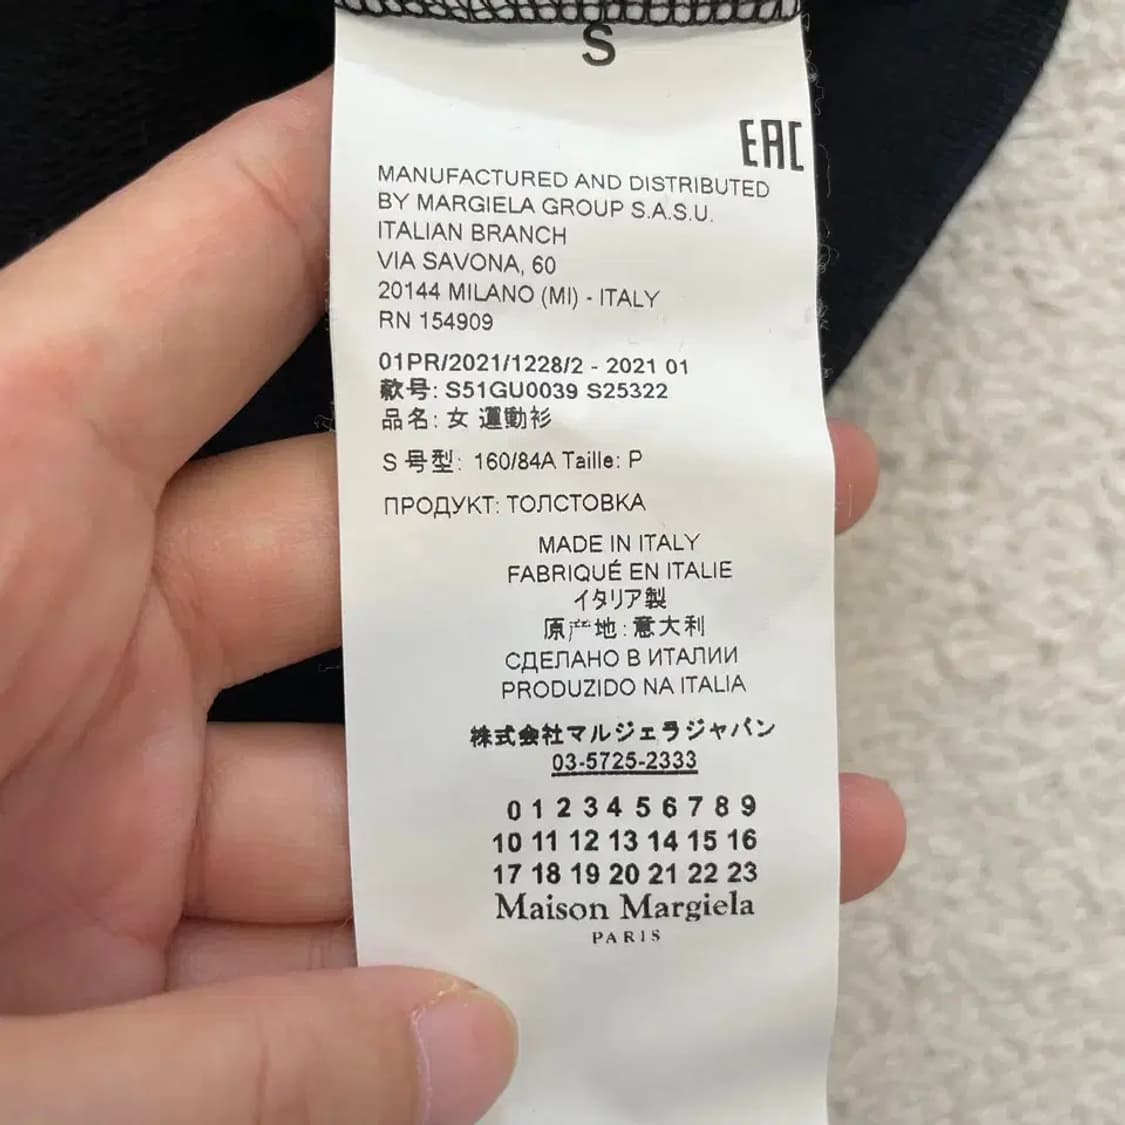 S
EAC
MANUFACTURED AND DISTRIBUTED
BY MARGIELA GROUP S.A.S.U.
ITALIAN BRANCH
VIA SAVONA, 60
20144 MILANO (MI) - ITALY
RN 154909
01PR/2021/1228/2 - 2021 01
款号: S51GU0039 S25322
品名: 女 運動衫
S 号型: 160/84A Taille: P
ПРОДУКТ: ТОЛСТОВКА
MADE IN ITALY
FABRIQUÉ EN ITALIE
イタリア製
原产地: 意大利
СДЕЛАНО В ИТАЛИИ
PRODUZIDO NA ITALIA
株式会社マルジェラジャパン
03-5725-2333
0 1 2 3 4 5 6 7 8 9
10 11 12 13 14 15 16
17 18 19 20 21 22 23
Maison Margiela
PARIS